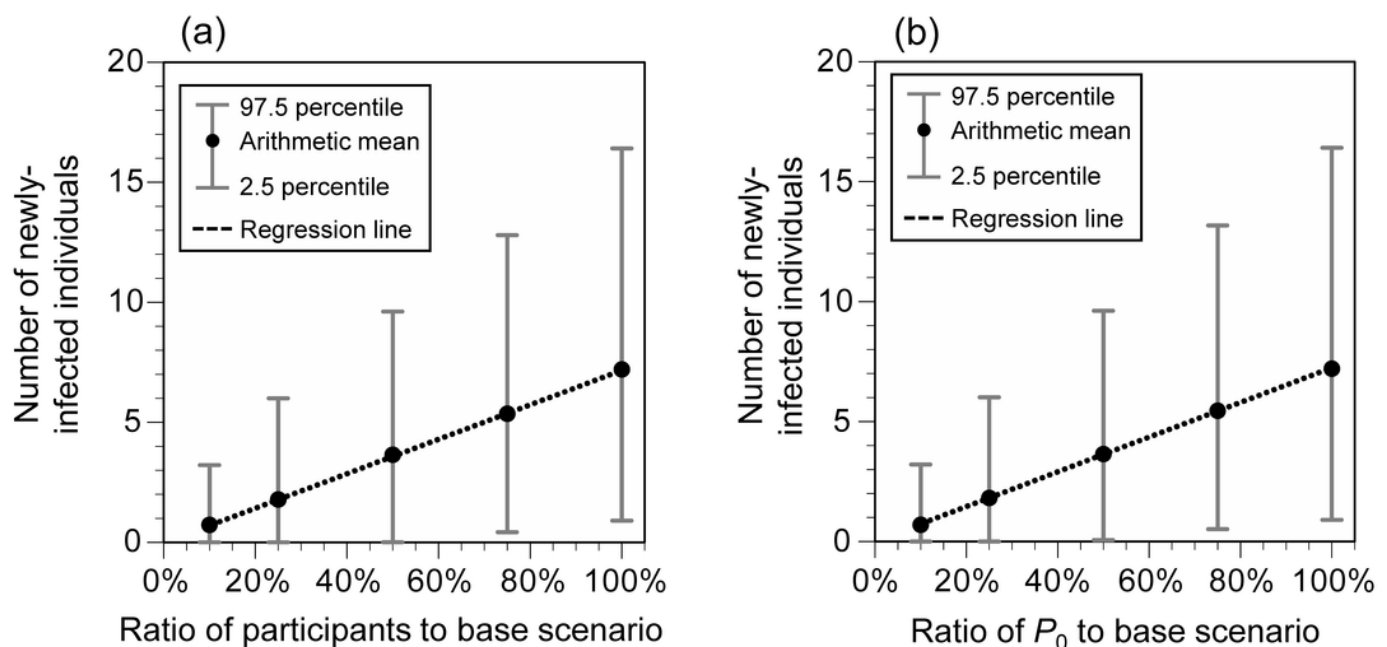 (a)
20
15
10
5
0
Number of newly-
infected individuals
97.5 percentile
Arithmetic mean
2.5 percentile
Regression line
0% 20% 40% 60% 80% 100%
Ratio of participants to base scenario
(b)
20
15
10
5
0
Number of newly-
infected individuals
97.5 percentile
Arithmetic mean
2.5 percentile
Regression line
0% 20% 40% 60% 80% 100%
Ratio of P₀ to base scenario